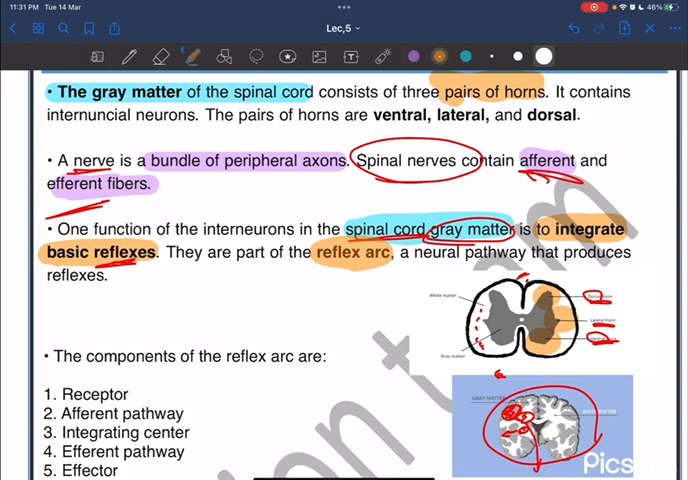 11:31 PM Tue 14 Mar
46%
Lec,5
• The gray matter of the spinal cord consists of three pairs of horns. It contains
internuncial neurons. The pairs of horns are ventral, lateral, and dorsal.
• A nerve is a bundle of peripheral axons. Spinal nerves contain afferent and
efferent fibers.
• One function of the interneurons in the spinal cord gray matter is to integrate
basic reflexes. They are part of the reflex arc, a neural pathway that produces
reflexes.
White matter
Dorsal horn
Lateral horn
Grey matter
• The components of the reflex arc are:
1. Receptor
2. Afferent pathway
3. Integrating center
4. Efferent pathway
5. Effector
GRAY MATTER
WHITE MATTER